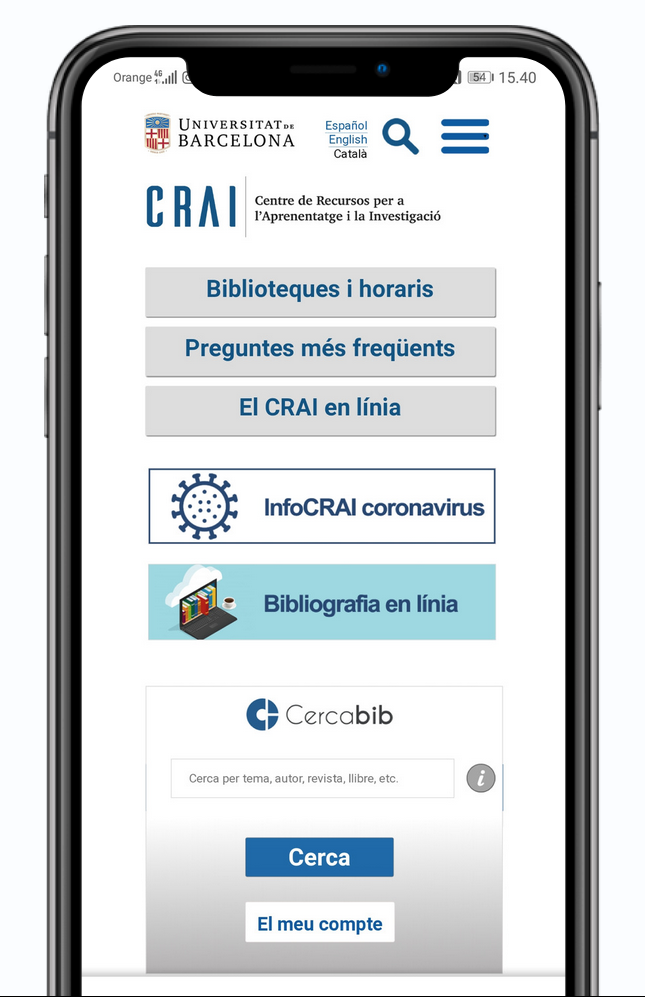 Orange 4G 54 15.40
UNIVERSITAT DE
BARCELONA
Español
English
Català
CRAI
Centre de Recursos per a
l'Aprenentatge i la Investigació
Biblioteques i horaris
Preguntes més freqüents
El CRAI en línia
InfoCRAI coronavirus
Bibliografia en línia
Cercabib
Cerca per tema, autor, revista, llibre, etc.
i
Cerca
El meu compte